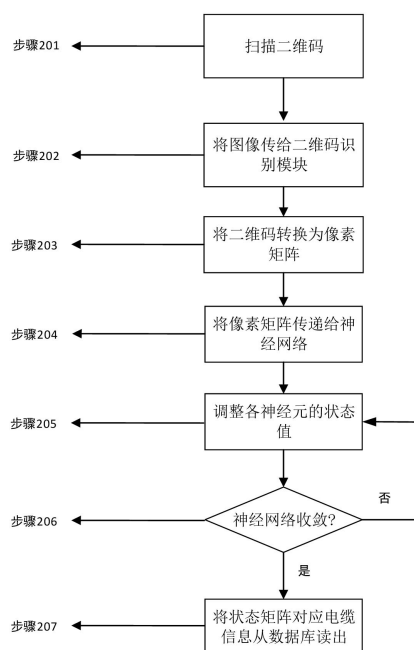 步骤201
扫描二维码
步骤202
将图像传给二维码识
别模块
步骤203
将二维码转换为像素
矩阵
步骤204
将像素矩阵传递给神
经网络
步骤205
调整各神经元的状态
值
步骤206
神经网络收敛?
否
是
步骤207
将状态矩阵对应电缆
信息从数据库读出